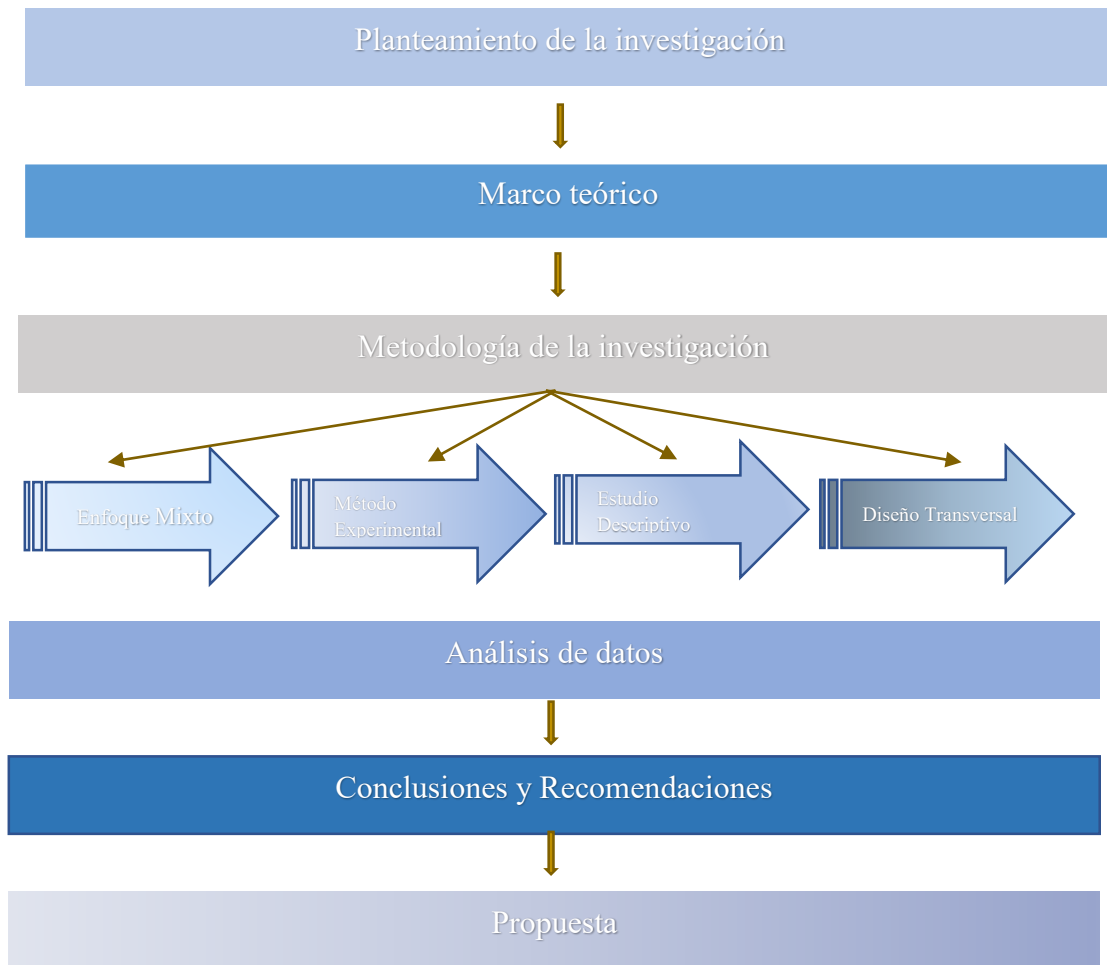 Planteamiento de la investigación
Marco teórico
Metodología de la investigación
Enfoque Mixto
Método
Experimental
Estudio
Descriptivo
Diseño Transversal
Análisis de datos
Conclusiones y Recomendaciones
Propuesta